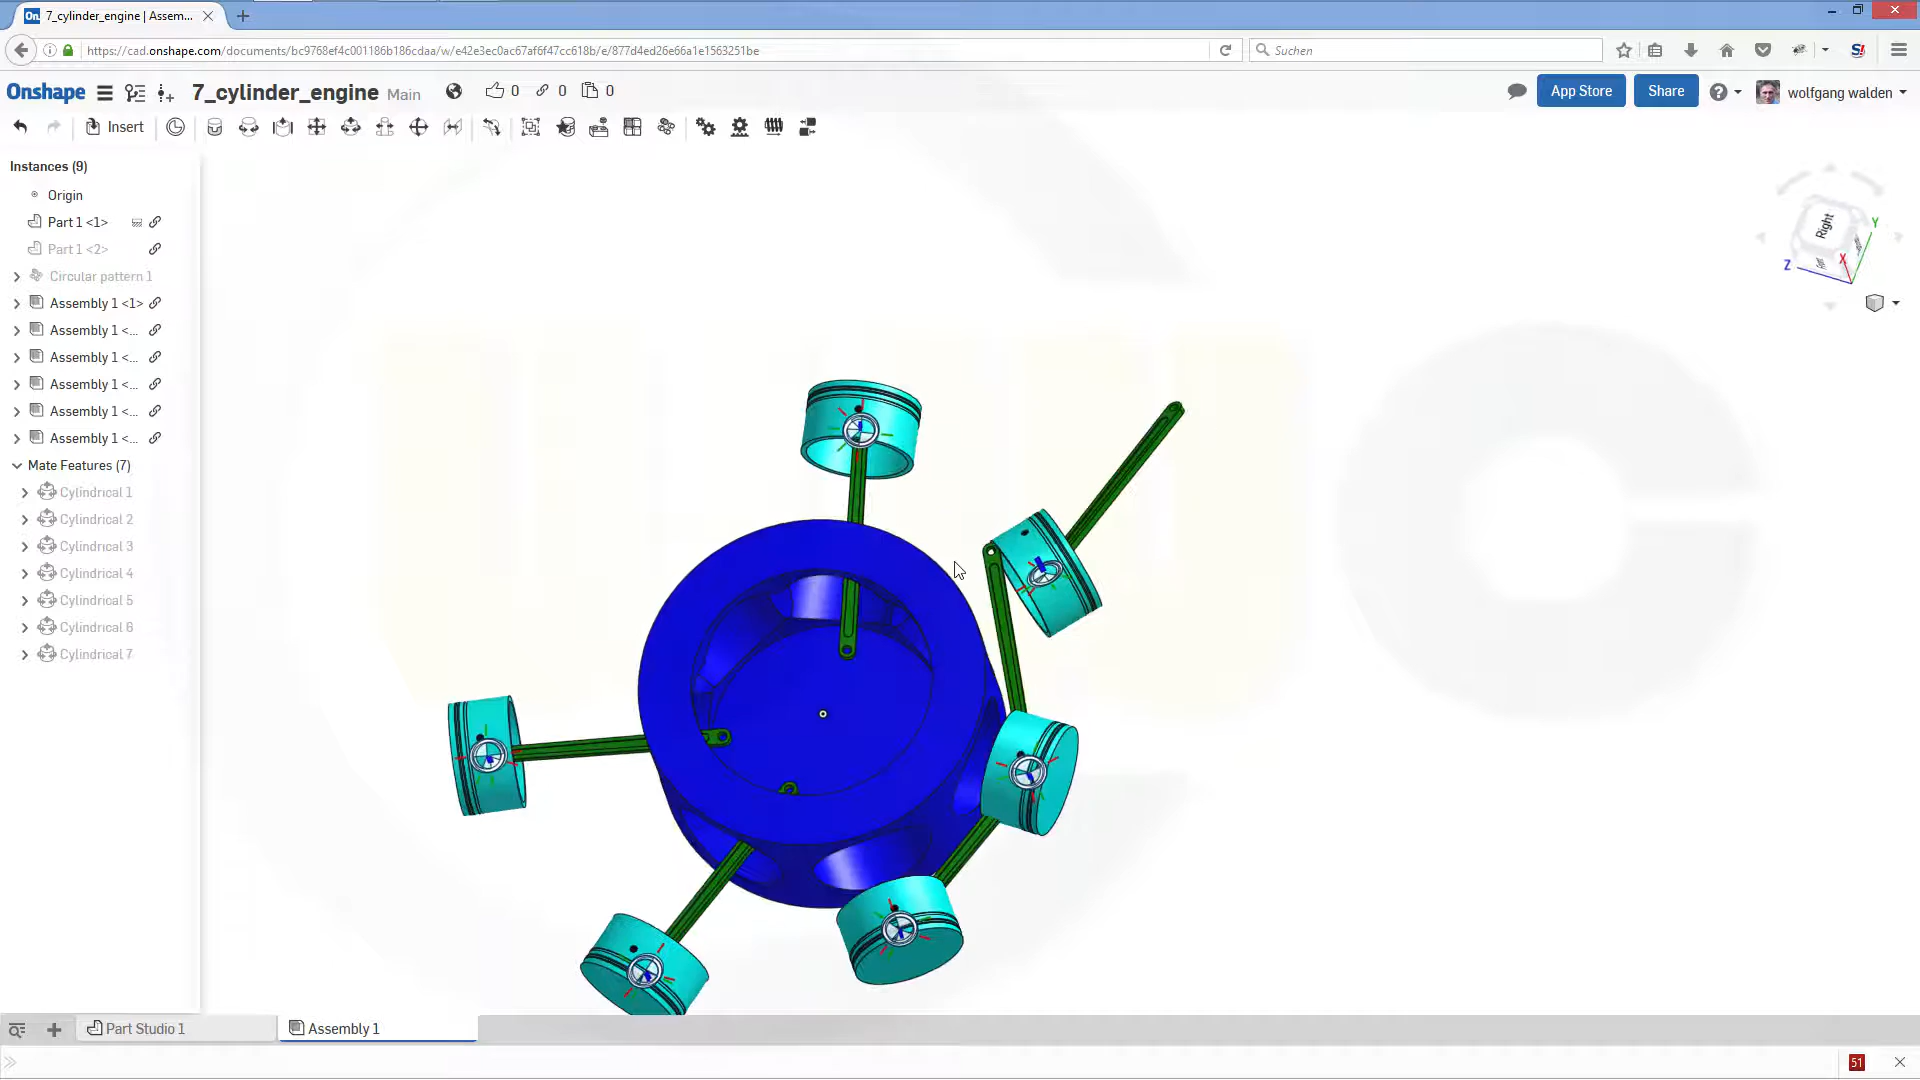 On 7_cylinder_engine | Assem...
https://cad.onshape.com/documents/bc9768ef4c001186b186cdaa/w/e42e3ec0ac67af6f47cc618b/e/877d4ed26e66a1e1563251be
Suchen
S!
Onshape 7_cylinder_engine Main 0 0 0
App Store Share wolfgang walden
Insert
Instances (9)
Origin
Part 1 <1>
Part 1 <2>
Circular pattern 1
Assembly 1 <1>
Assembly 1 <...
Assembly 1 <...
Assembly 1 <...
Assembly 1 <...
Assembly 1 <...
Mate Features (7)
Cylindrical 1
Cylindrical 2
Cylindrical 3
Cylindrical 4
Cylindrical 5
Cylindrical 6
Cylindrical 7
Right
Y
X
Z
Part Studio 1
Assembly 1
51